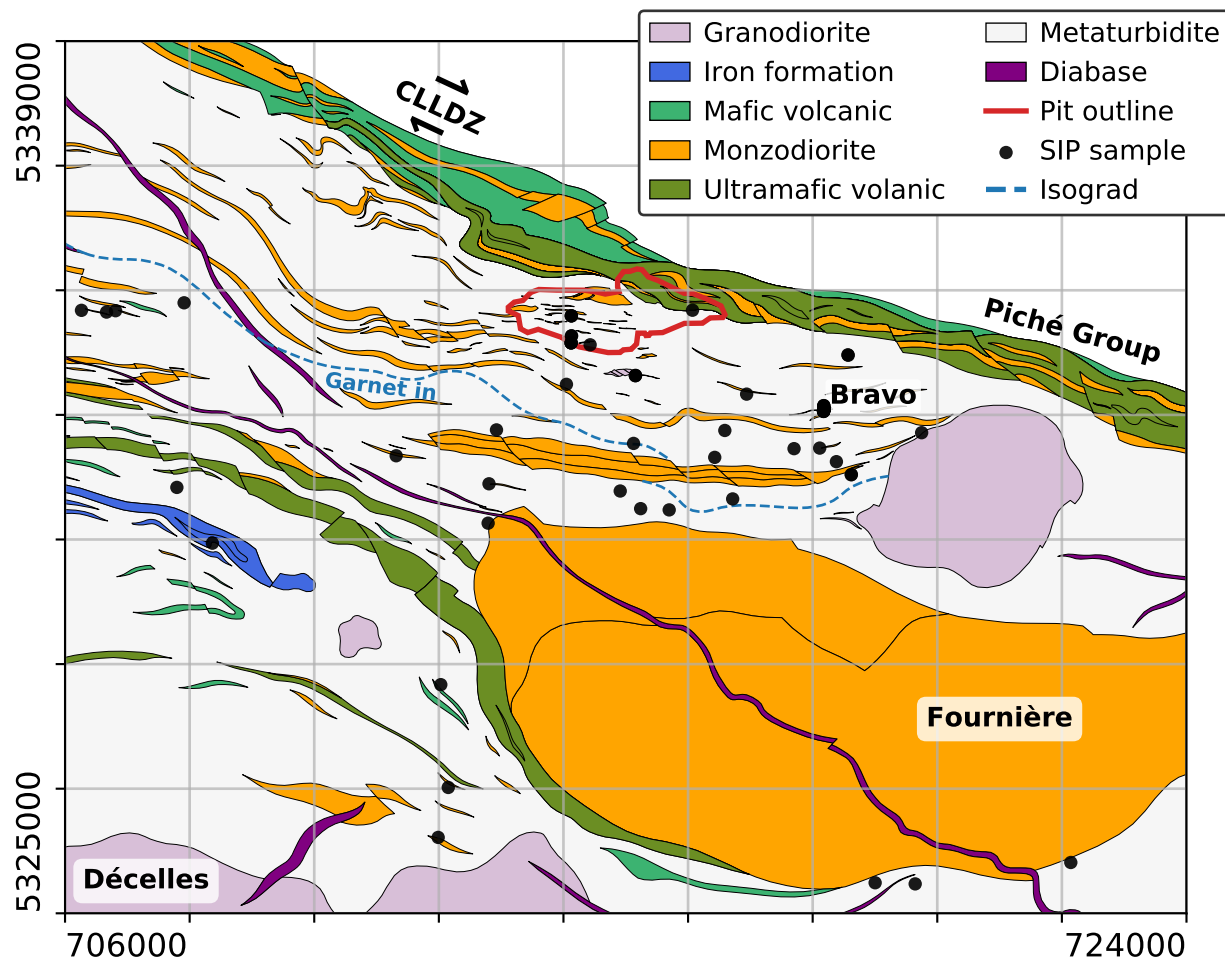 Granodiorite
Iron formation
Mafic volcanic
Monzodiorite
Ultramafic volanic
Metaturbidite
Diabase
Pit outline
SIP sample
Isograd
5339000
CLLDZ
Piché Group
Garnet in
Bravo
Fournière
5325000
Décelles
706000
724000